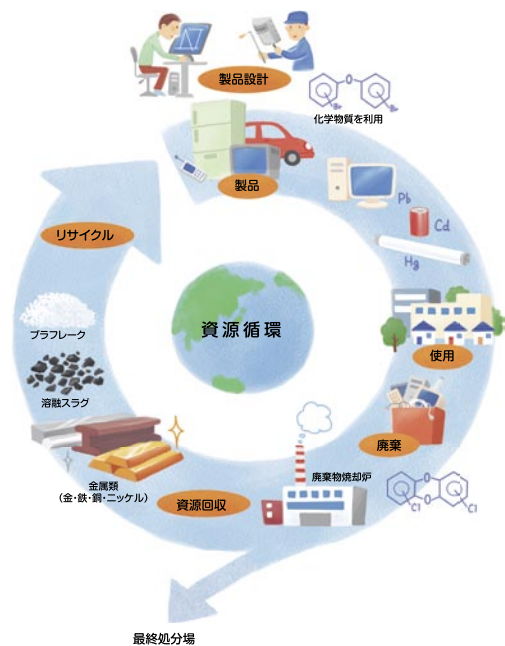 製品設計
Br
Br
O
化学物質を利用
製品
Pb
Cd
Hg
リサイクル
資源循環
使用
プラフレーク
溶融スラグ
廃棄
金属類
(金・鉄・銅・ニッケル)
資源回収
廃棄物焼却炉
O
O
Cl
Cl
最終処分場